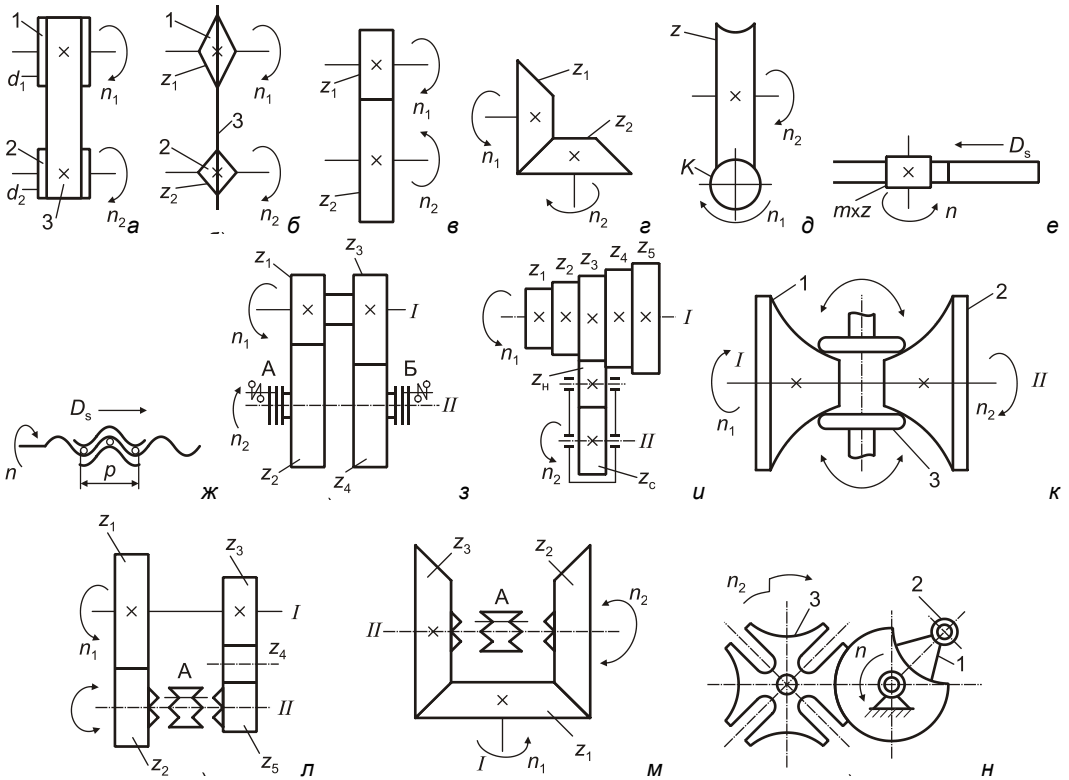 1
d₁
n₁
2
d₂
n₂
3
а
1
z₁
n₁
3
2
z₂
n₂
б
z₁
n₁
z₂
n₂
в
z₁
n₁
z₂
n₂
г
z
n₂
K
n₁
д
Dₛ
m×z
n
е
Dₛ
n
p
ж
z₁
z₃
I
n₁
А
Б
II
n₂
z₂
z₄
з
z₁
z₂
z₃
z₄
z₅
I
n₁
zн
II
n₂
zс
и
1
2
I
II
n₁
n₂
3
к
z₁
z₃
I
n₁
z₄
А
II
z₂
z₅
л
z₃
z₂
А
n₂
II
I
n₁
z₁
м
n₂
3
2
n
1
н